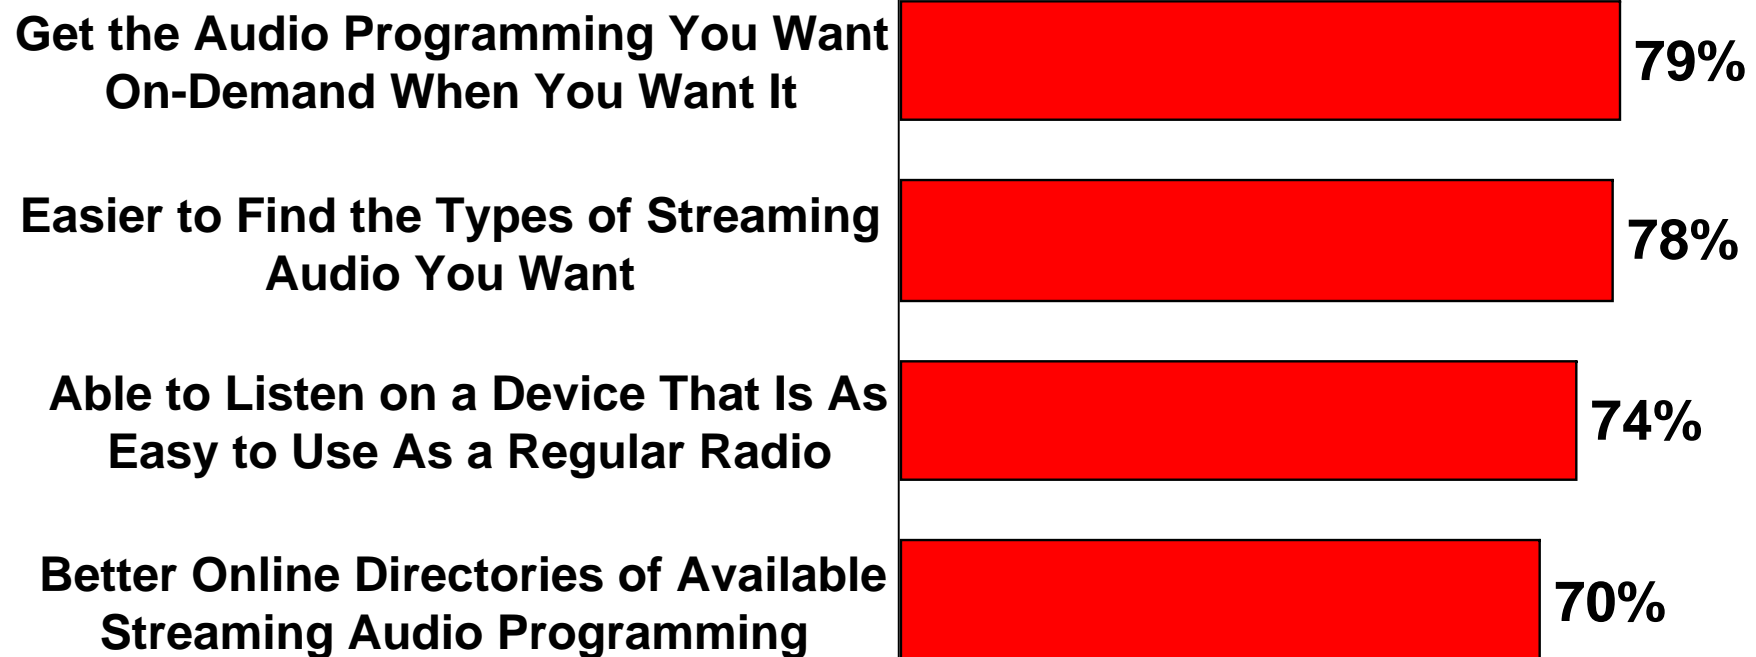 Get the Audio Programming You Want
On-Demand When You Want It
79%
Easier to Find the Types of Streaming
Audio You Want
78%
Able to Listen on a Device That Is As
Easy to Use As a Regular Radio
74%
Better Online Directories of Available
Streaming Audio Programming
70%